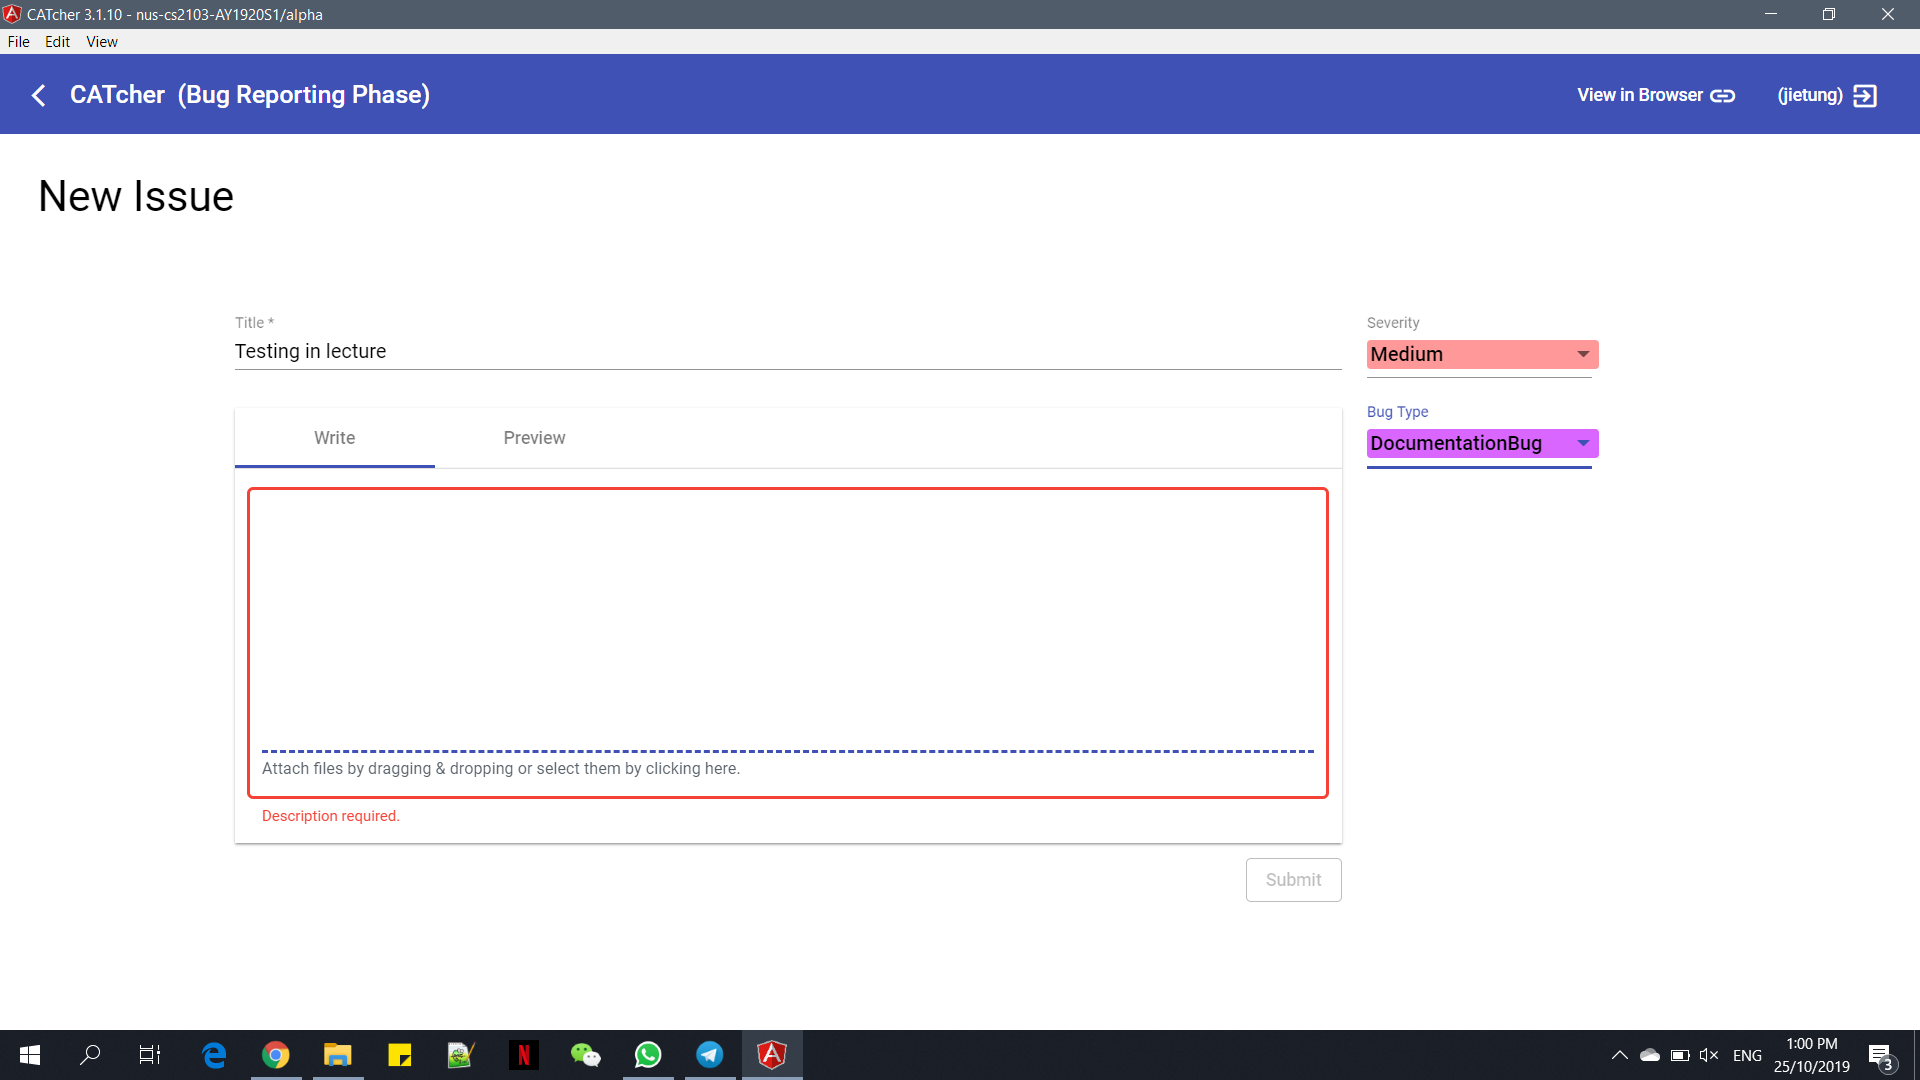 CATcher 3.1.10 - nus-cs2103-AY1920S1/alpha
File Edit View
CATcher (Bug Reporting Phase)
View in Browser
(jietung)
New Issue
Title *
Testing in lecture
Severity
Medium
Bug Type
DocumentationBug
Write
Preview
Attach files by dragging & dropping or select them by clicking here.
Description required.
Submit
N
ENG
1:00 PM
25/10/2019
3